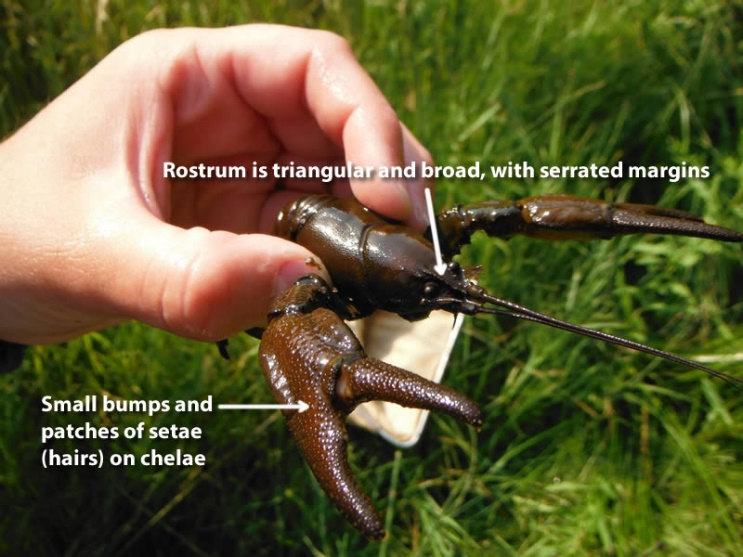 Rostrum is triangular and broad, with serrated margins
Small bumps and
patches of setae
(hairs) on chelae